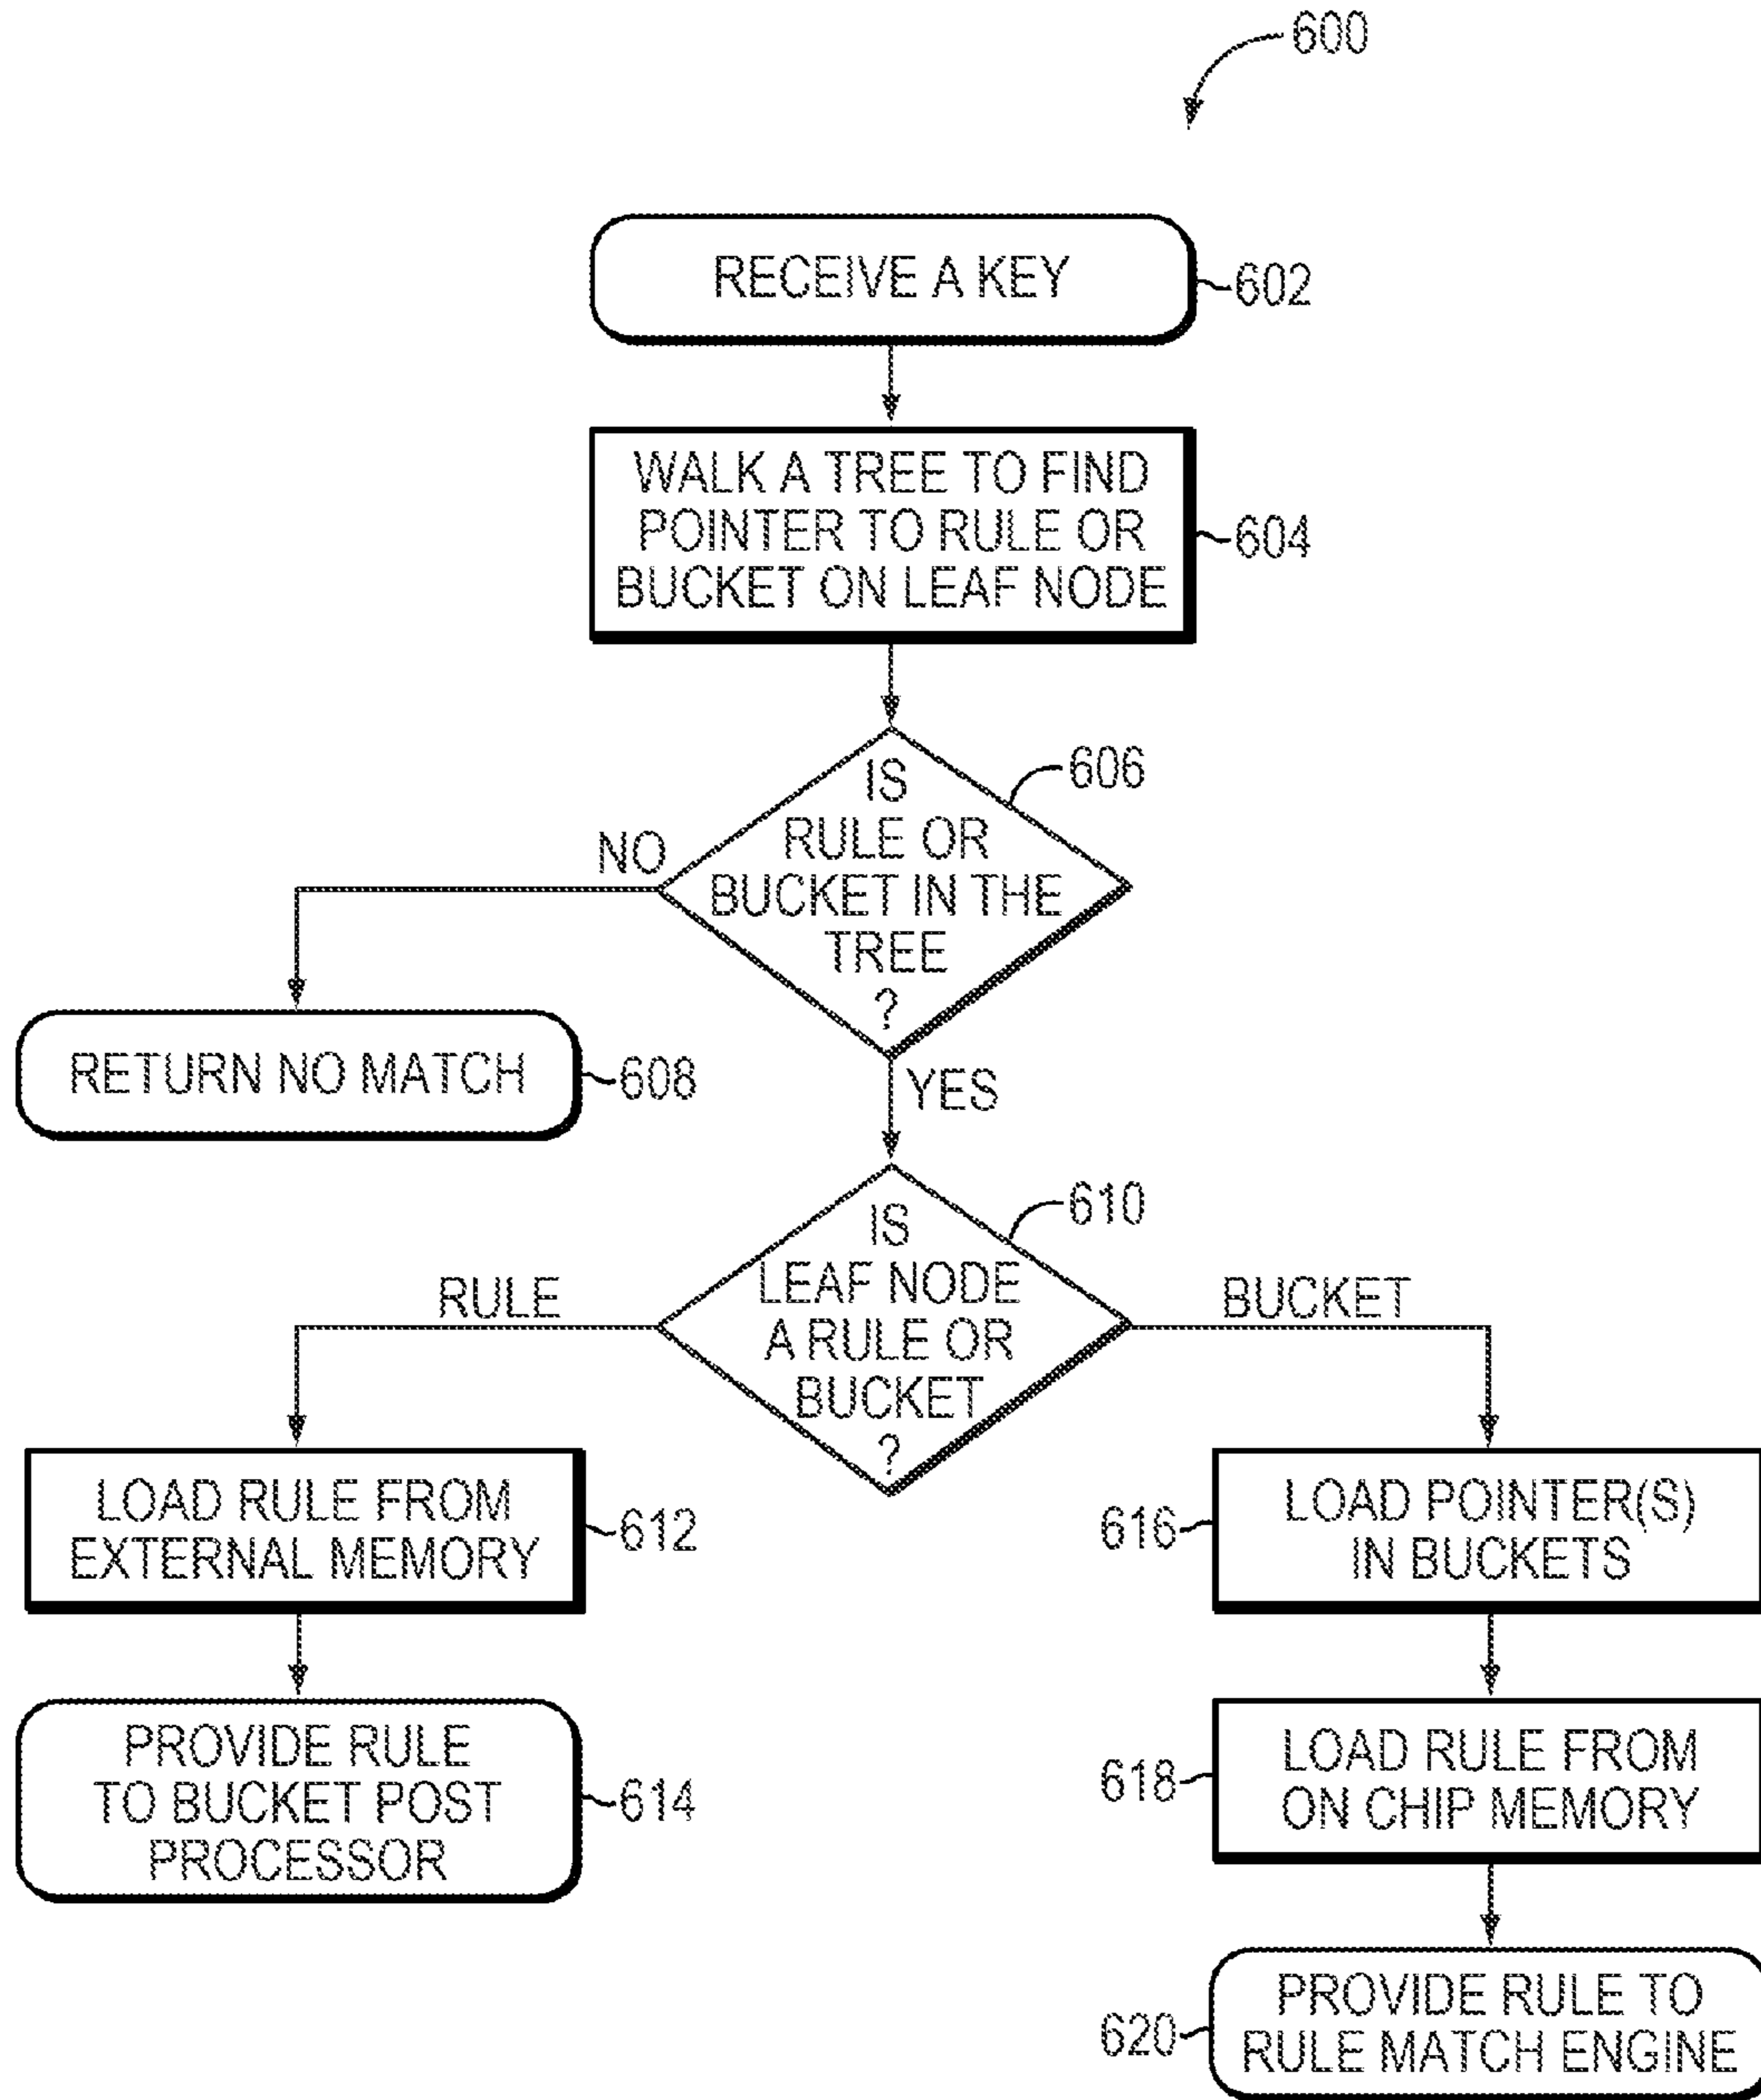 600
RECEIVE A KEY
602
WALK A TREE TO FIND
POINTER TO RULE OR
BUCKET ON LEAF NODE
604
IS
RULE OR
BUCKET IN THE
TREE
?
606
NO
RETURN NO MATCH
608
YES
IS
LEAF NODE
A RULE OR
BUCKET
?
610
RULE
BUCKET
LOAD RULE FROM
EXTERNAL MEMORY
612
PROVIDE RULE
TO BUCKET POST
PROCESSOR
614
616
LOAD POINTER(S)
IN BUCKETS
618
LOAD RULE FROM
ON CHIP MEMORY
620
PROVIDE RULE TO
RULE MATCH ENGINE